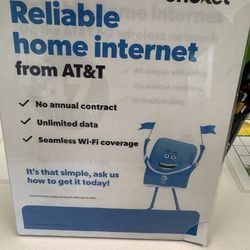 Reliable
home internet
from AT&T
✓ No annual contract
✓ Unlimited data
✓ Seamless Wi-Fi coverage
It's that simple, ask us
how to get it today!